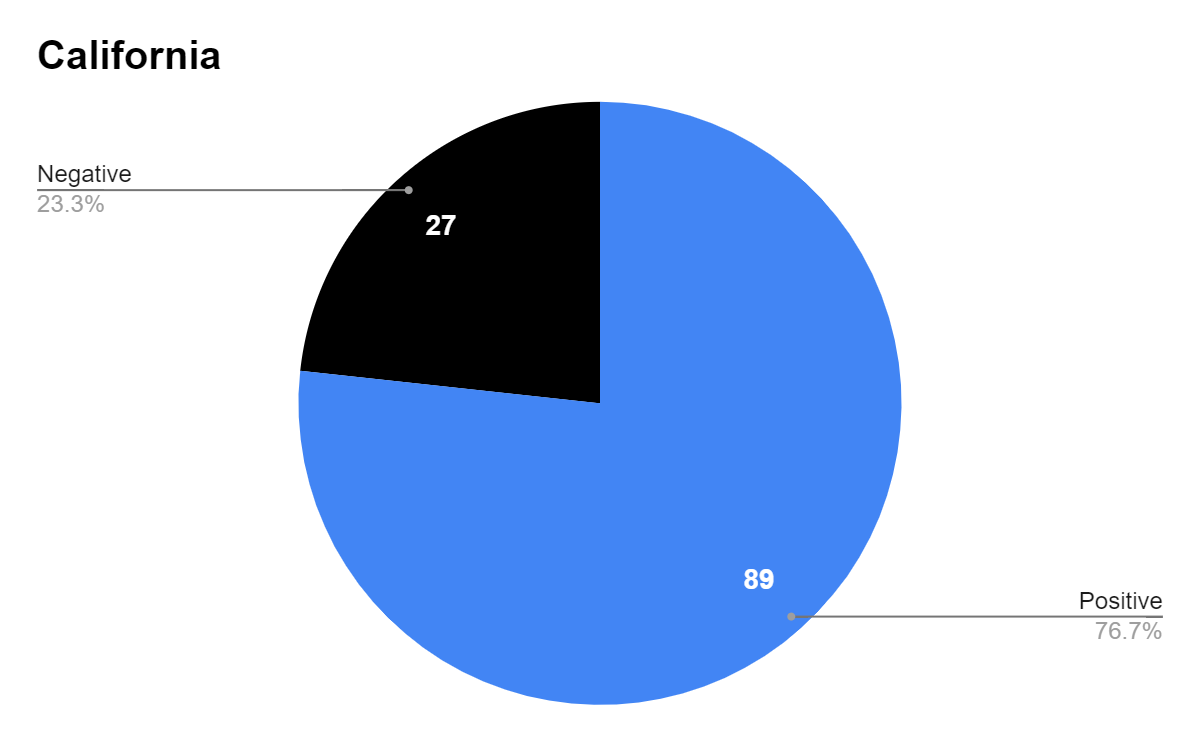 California
Negative
23.3%
27
89
Positive
76.7%